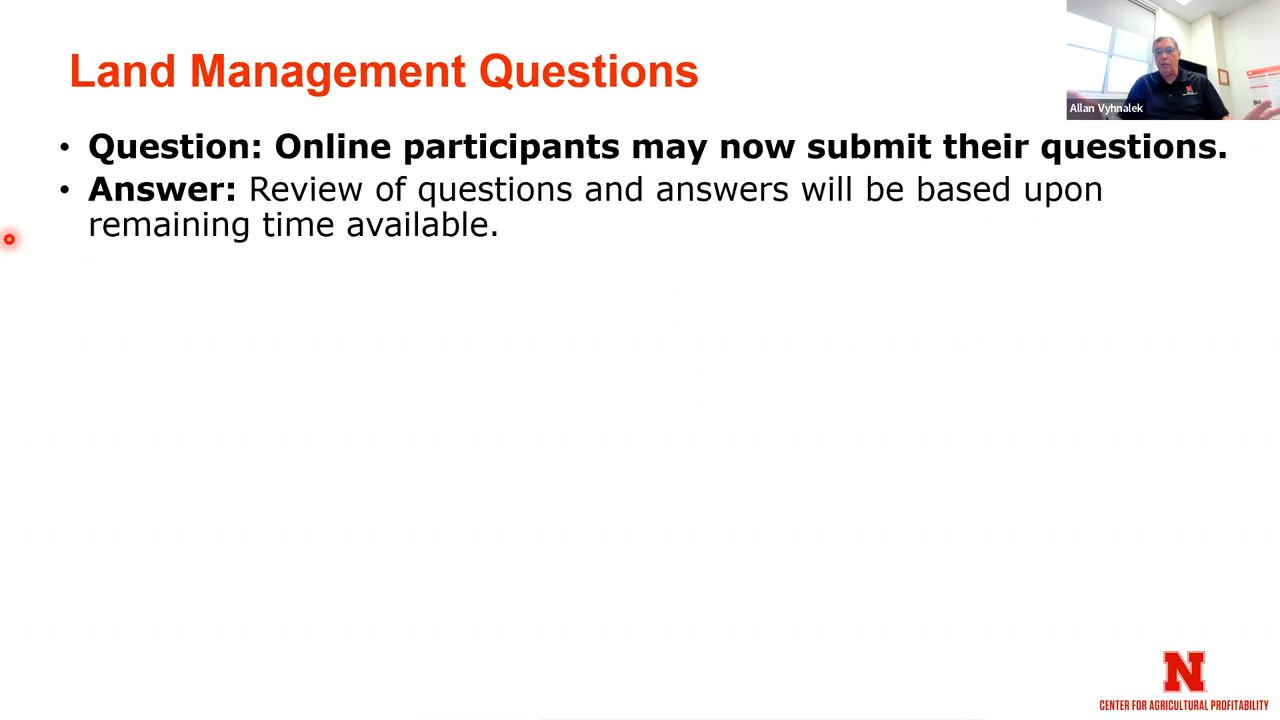 Land Management Questions
Allan Vyhnalek
• Question: Online participants may now submit their questions.
• Answer: Review of questions and answers will be based upon
remaining time available.
N
CENTER FOR AGRICULTURAL PROFITABILITY